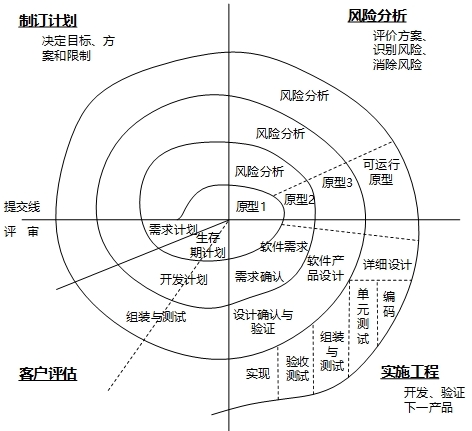 制订计划
决定目标、方
案和限制
风险分析
评价方案、
识别风险、
消除风险
风险分析
风险分析
风险分析
可运行
原型
原型3
原型2
原型1
提交线
评 审
需求计划
生存
期计划
开发计划
组装与测试
软件需求
需求确认
软件产
品设计
设计确认与
验证
详细设计
单元测试
编码
组装
与
测试
验收
测试
实现
客户评估
实施工程
开发、验证
下一产品